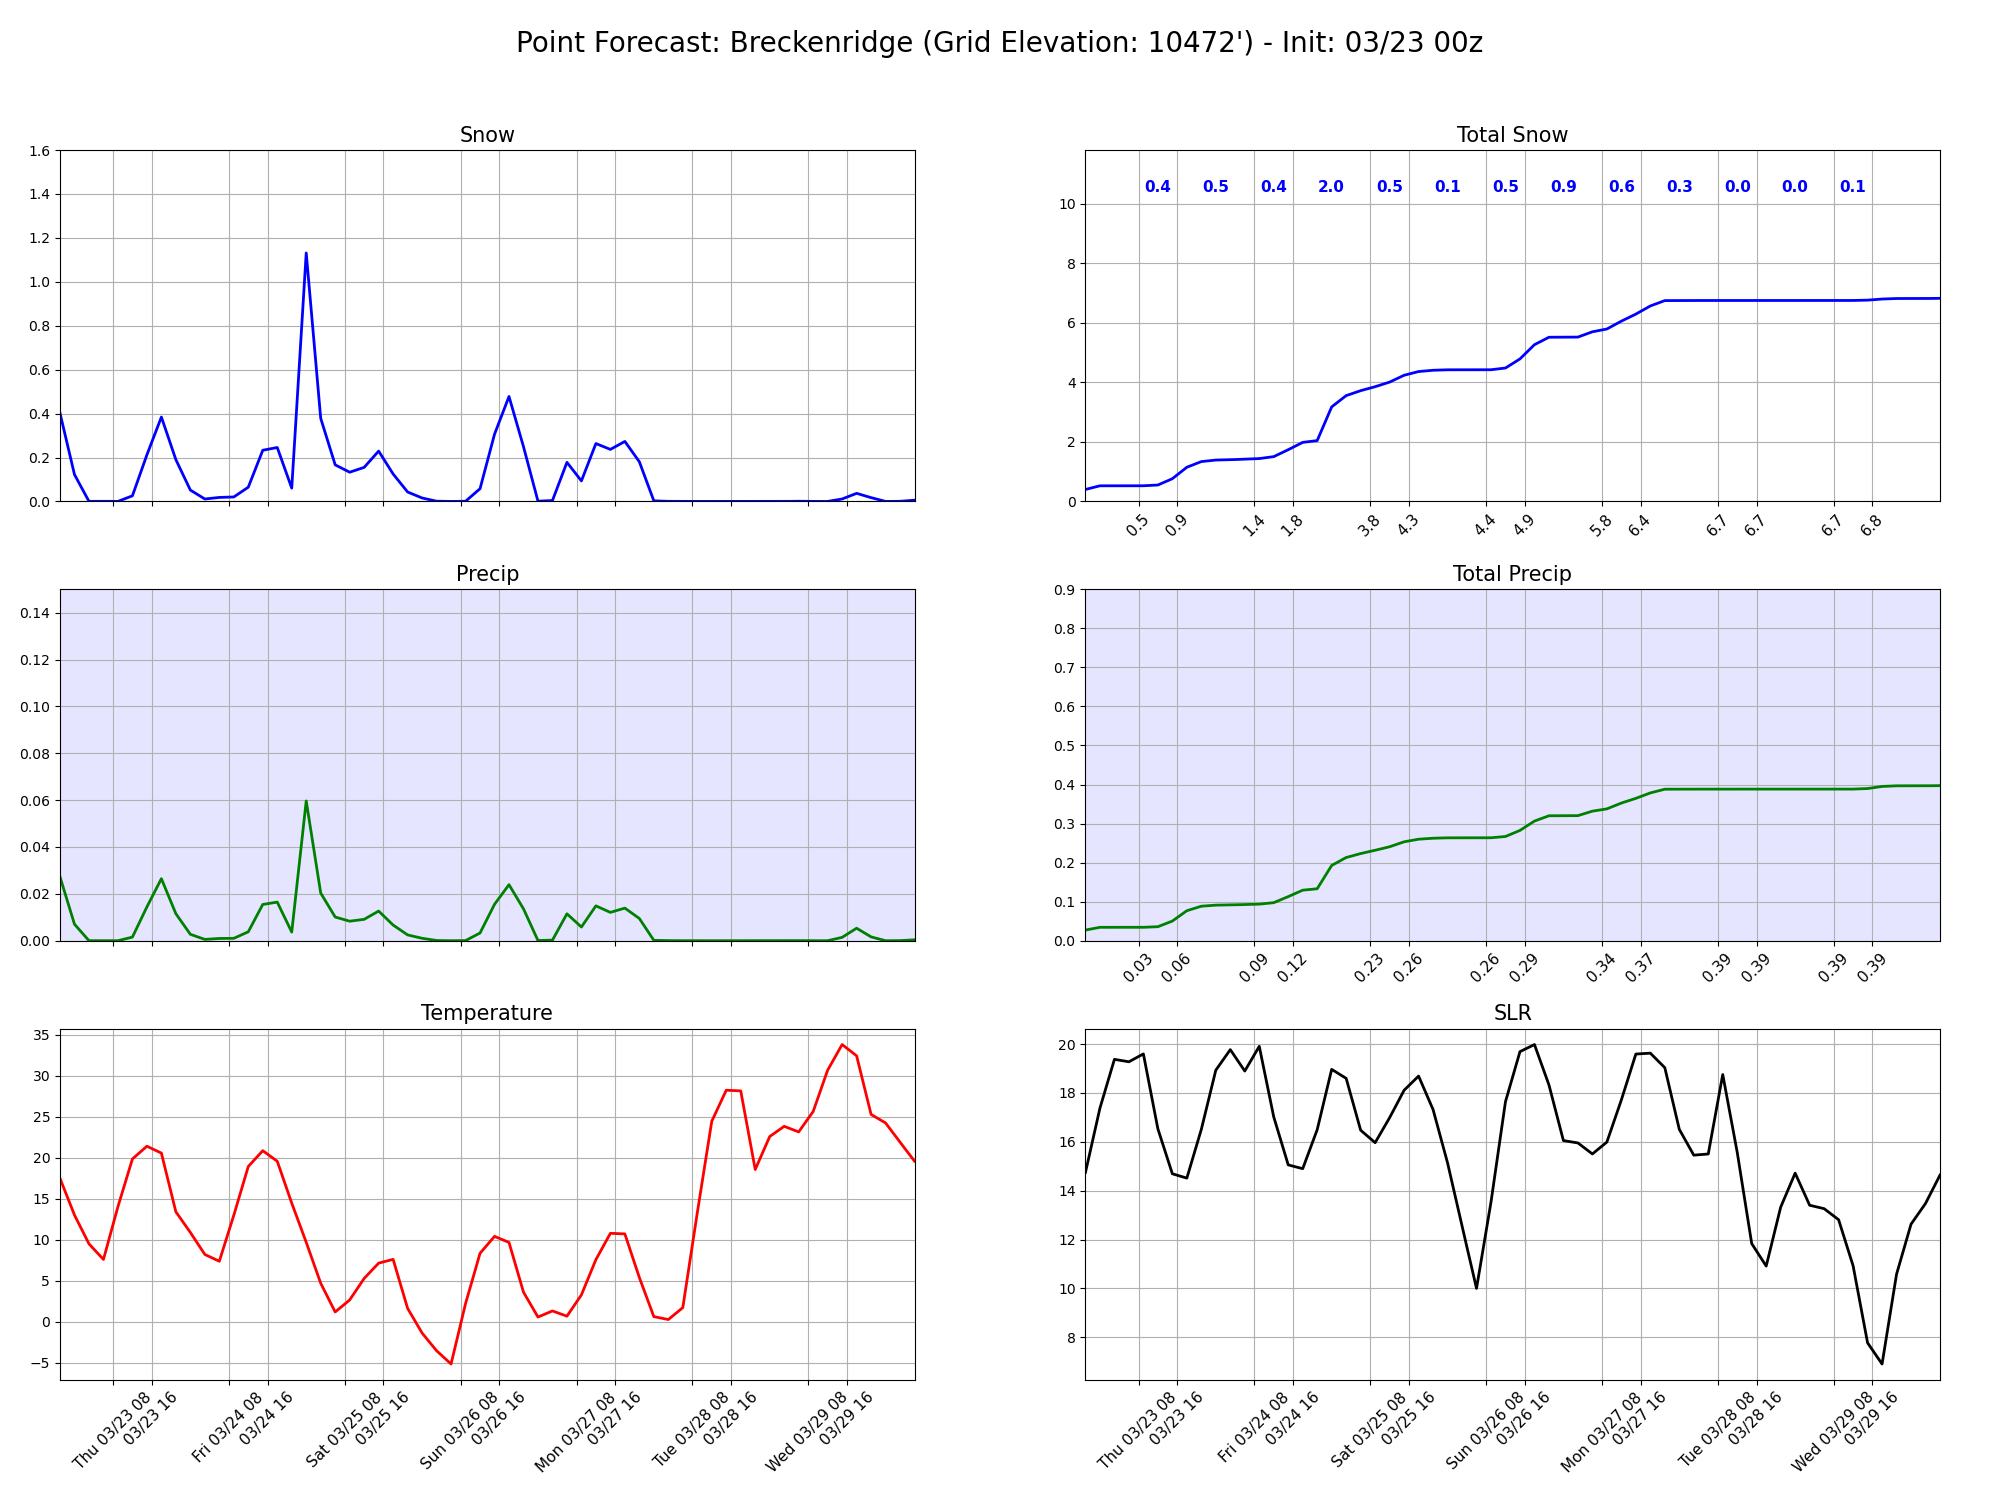 Point Forecast: Breckenridge (Grid Elevation: 10472') - Init: 03/23 00z
Snow
1.6
1.4
1.2
1.0
0.8
0.6
0.4
0.2
0.0
Total Snow
0.4 0.5 0.4 2.0 0.5 0.1 0.5 0.9 0.6 0.3 0.0 0.0 0.1
10
8
6
4
2
0
0.5 0.9 1.4 1.8 3.8 4.3 4.4 4.9 5.8 6.4 6.7 6.7 6.7 6.8
Precip
0.14
0.12
0.10
0.08
0.06
0.04
0.02
0.00
Total Precip
0.9
0.8
0.7
0.6
0.5
0.4
0.3
0.2
0.1
0.0
0.03 0.06 0.09 0.12 0.23 0.26 0.26 0.29 0.34 0.37 0.39 0.39 0.39 0.39
Temperature
35
30
25
20
15
10
5
0
−5
Thu 03/23 08
03/23 16
Fri 03/24 08
03/24 16
Sat 03/25 08
03/25 16
Sun 03/26 08
03/26 16
Mon 03/27 08
03/27 16
Tue 03/28 08
03/28 16
Wed 03/29 08
03/29 16
SLR
20
18
16
14
12
10
8
Thu 03/23 08
03/23 16
Fri 03/24 08
03/24 16
Sat 03/25 08
03/25 16
Sun 03/26 08
03/26 16
Mon 03/27 08
03/27 16
Tue 03/28 08
03/28 16
Wed 03/29 08
03/29 16